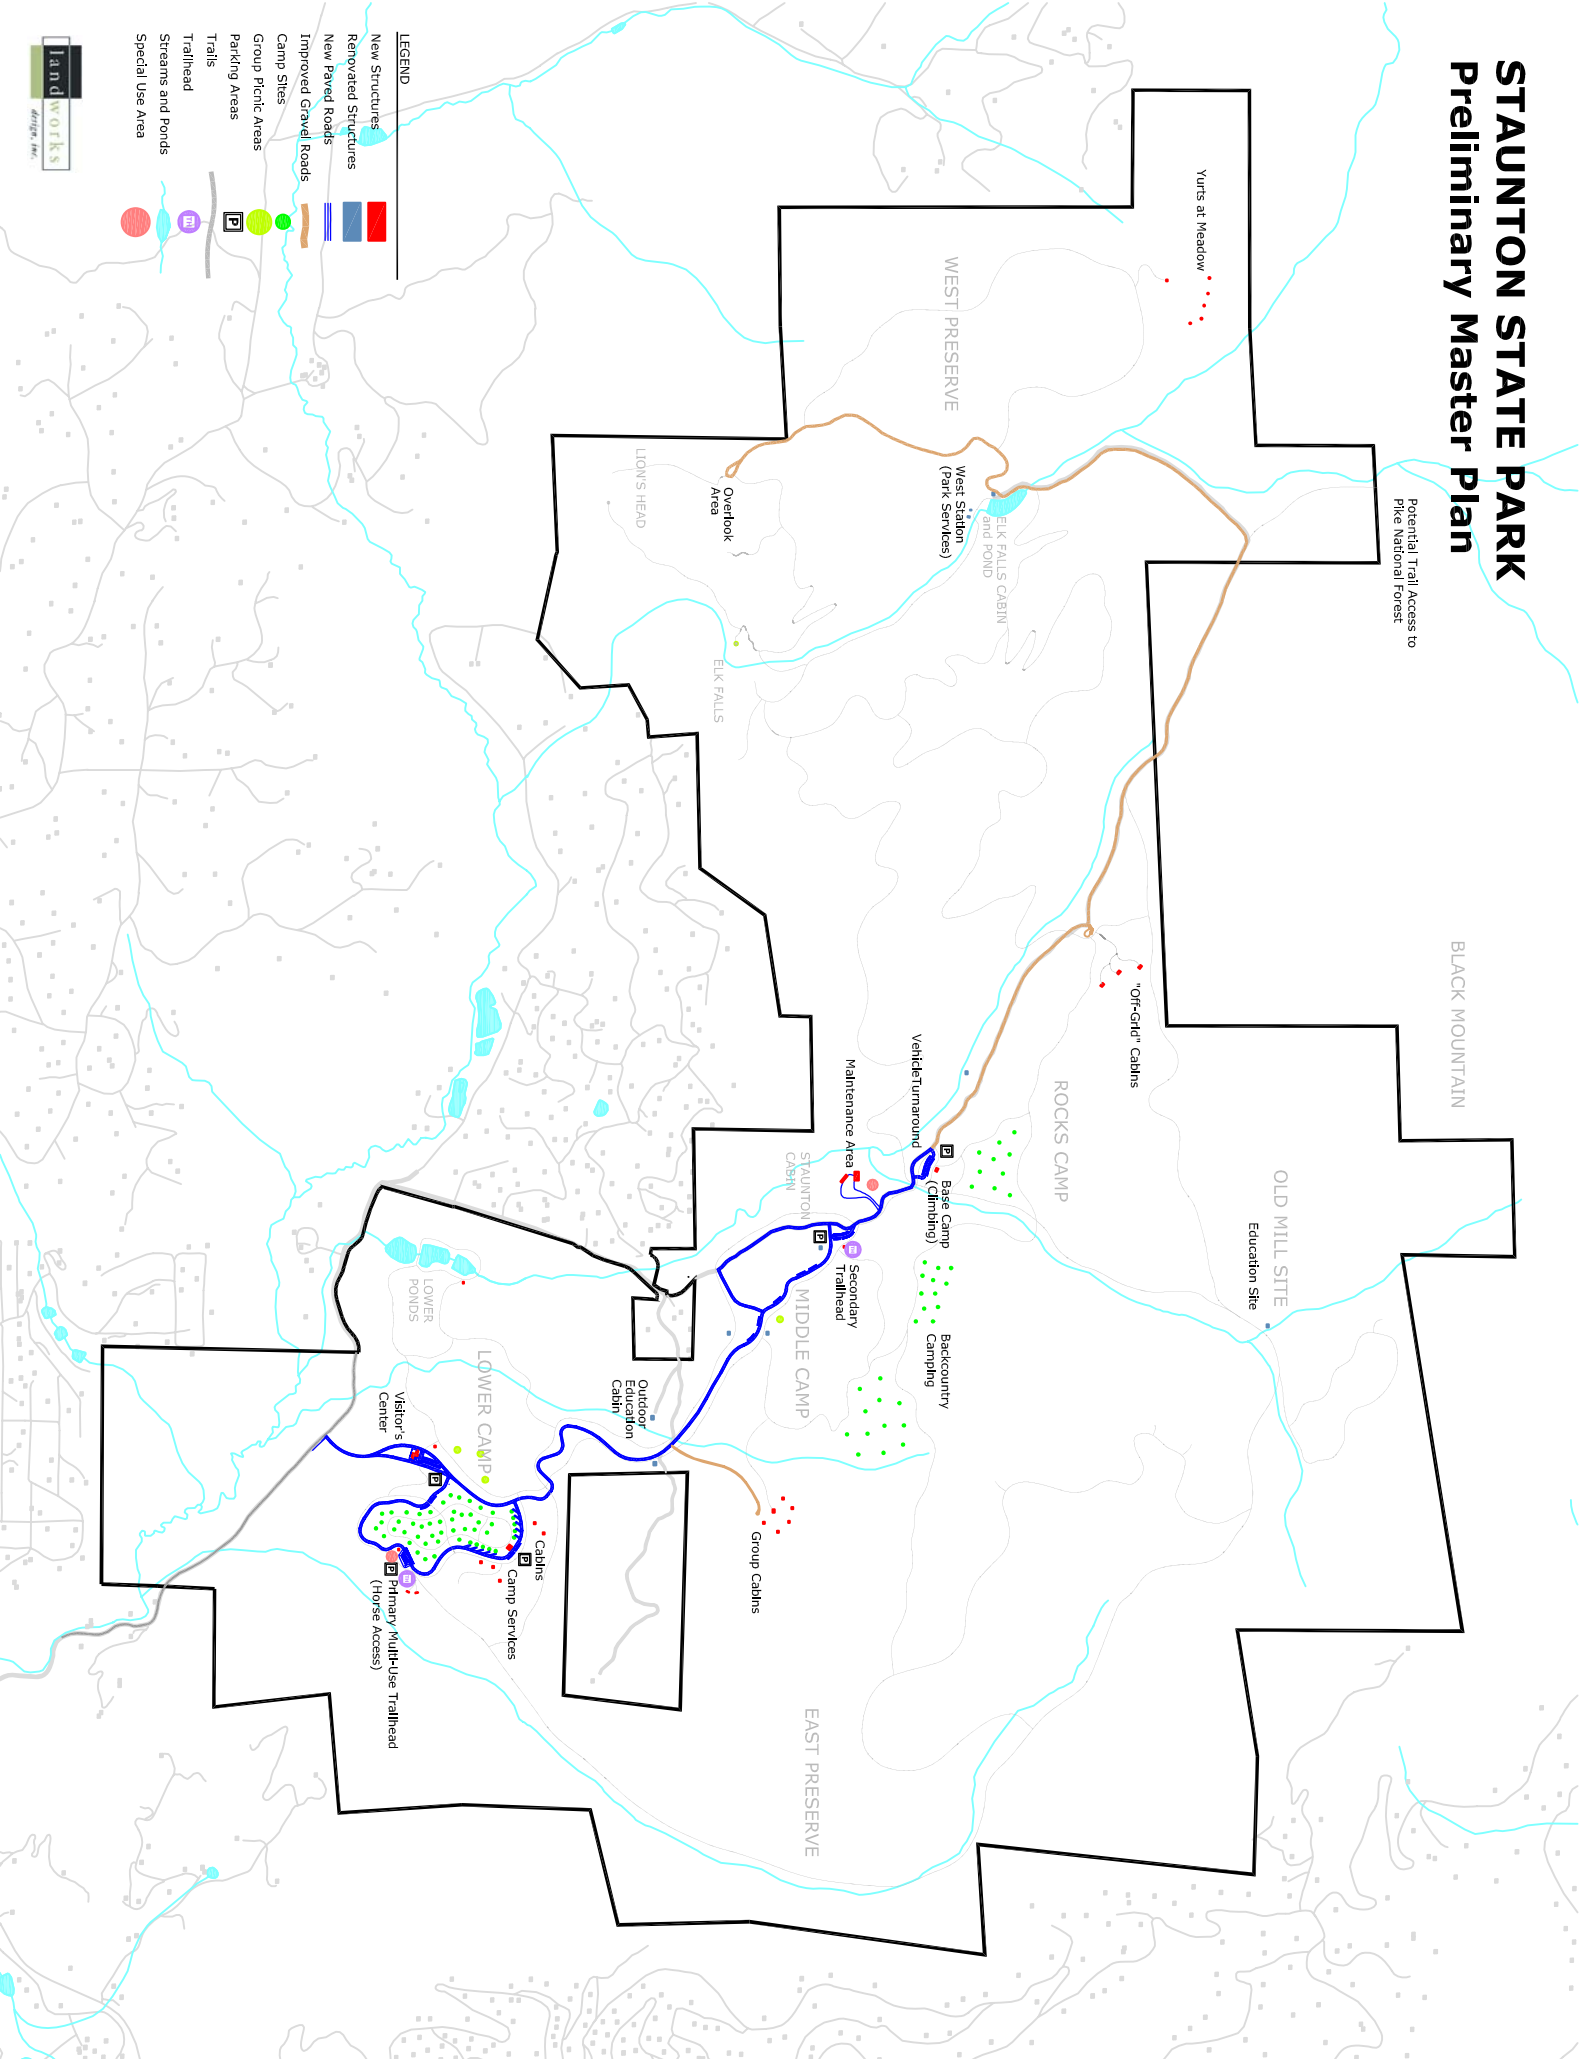 STAUNTON STATE PARK
Preliminary Master Plan
Yurts at Meadow
Potential Trail Access to
Pike National Forest
WEST PRESERVE
LION'S HEAD
Overlook
Area
West Station
(Park Services)
ELK FALLS CABIN
and POND
ELK FALLS
BLACK MOUNTAIN
"Off-Grid" Cabins
ROCKS CAMP
VehicleTurnaround
Maintenance Area
STAUNTON
CABIN
P
Base Camp
(Climbing)
OLD MILL SITE
Education Site
P
TH
Secondary
Trailhead
MIDDLE CAMP
Backcountry
Camping
LOWER
PONDS
LOWER CAMP
Visitor's
Center
Outdoor
Education
Cabin
P
Group Cabins
Cabins
P
Camp Services
P
TH
Primary Multi-Use Trailhead
(Horse Access)
EAST PRESERVE
LEGEND
New Structures
Renovated Structures
New Paved Roads
Improved Gravel Roads
Camp Sites
Group Picnic Areas
Parking Areas
P
Trails
Trailhead
TH
Streams and Ponds
Special Use Area
landworks
design, inc.